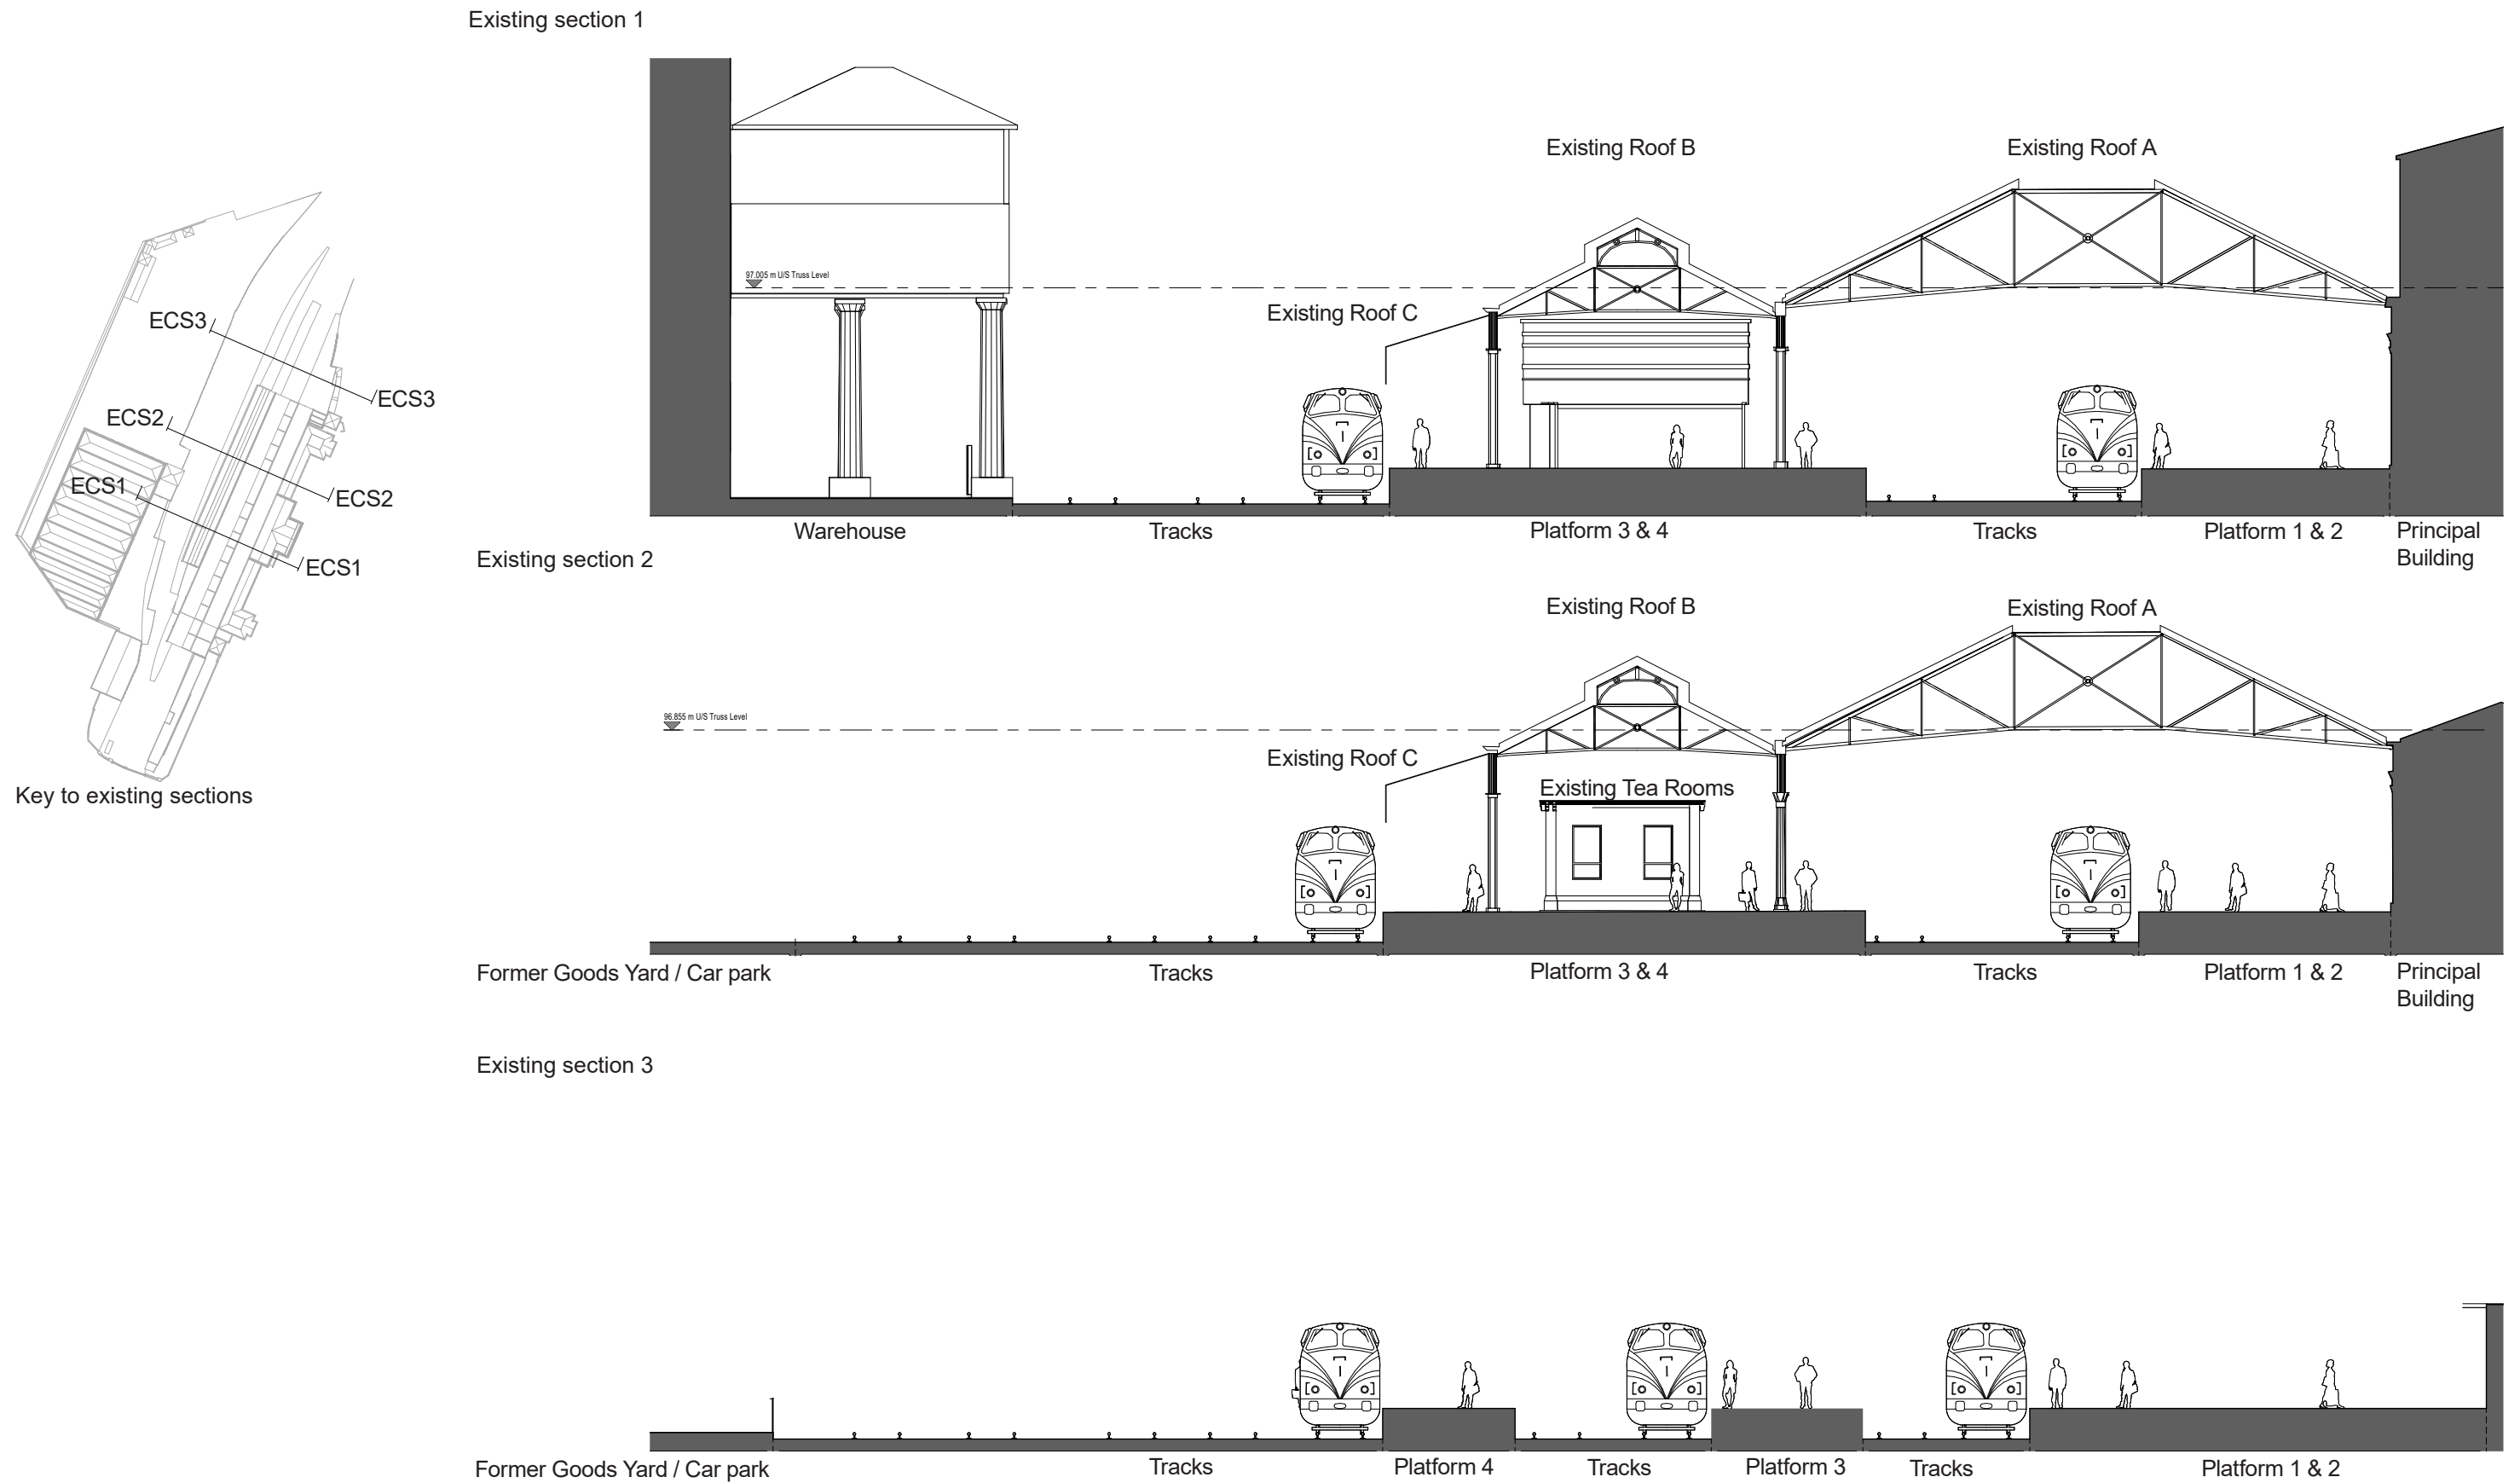 Existing section 1
Existing Roof B
Existing Roof A
97.005 m U/S Truss Level
Existing Roof C
ECS3
ECS3
ECS2
ECS2
ECS1
ECS1
Key to existing sections
Warehouse
Tracks
Platform 3 & 4
Tracks
Platform 1 & 2
Principal
Building
Existing section 2
Existing Roof B
Existing Roof A
96.855 m U/S Truss Level
Existing Roof C
Existing Tea Rooms
Former Goods Yard / Car park
Tracks
Platform 3 & 4
Tracks
Platform 1 & 2
Principal
Building
Existing section 3
Former Goods Yard / Car park
Tracks
Platform 4
Tracks
Platform 3
Tracks
Platform 1 & 2